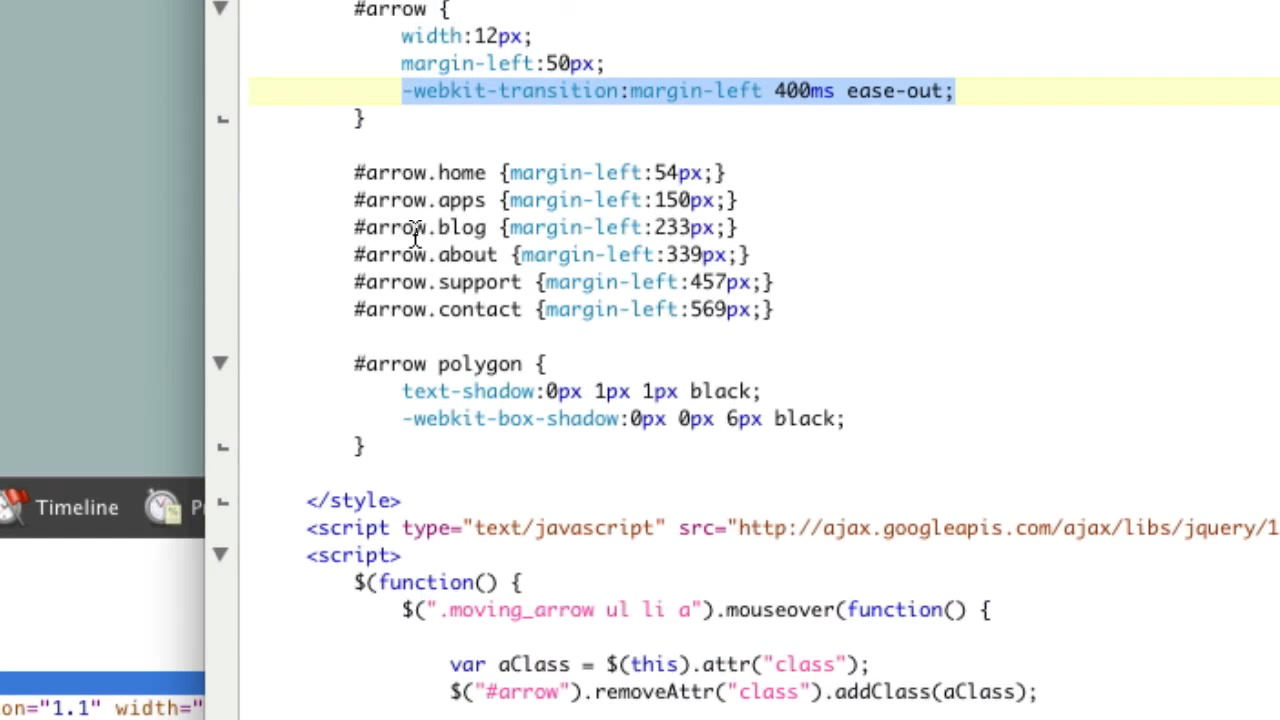 #arrow {
width:12px;
margin-left:50px;
-webkit-transition:margin-left 400ms ease-out;
}
#arrow.home {margin-left:54px;}
#arrow.apps {margin-left:150px;}
#arrow.blog {margin-left:233px;}
#arrow.about {margin-left:339px;}
#arrow.support {margin-left:457px;}
#arrow.contact {margin-left:569px;}
#arrow polygon {
text-shadow:0px 1px 1px black;
-webkit-box-shadow:0px 0px 6px black;
}
</style>
Timeline P
<script type="text/javascript" src="http://ajax.googleapis.com/ajax/libs/jquery/1
<script>
$(function() {
$(".moving_arrow ul li a").mouseover(function() {
var aClass = $(this).attr("class");
$("#arrow").removeAttr("class").addClass(aClass);
on="1.1" width="